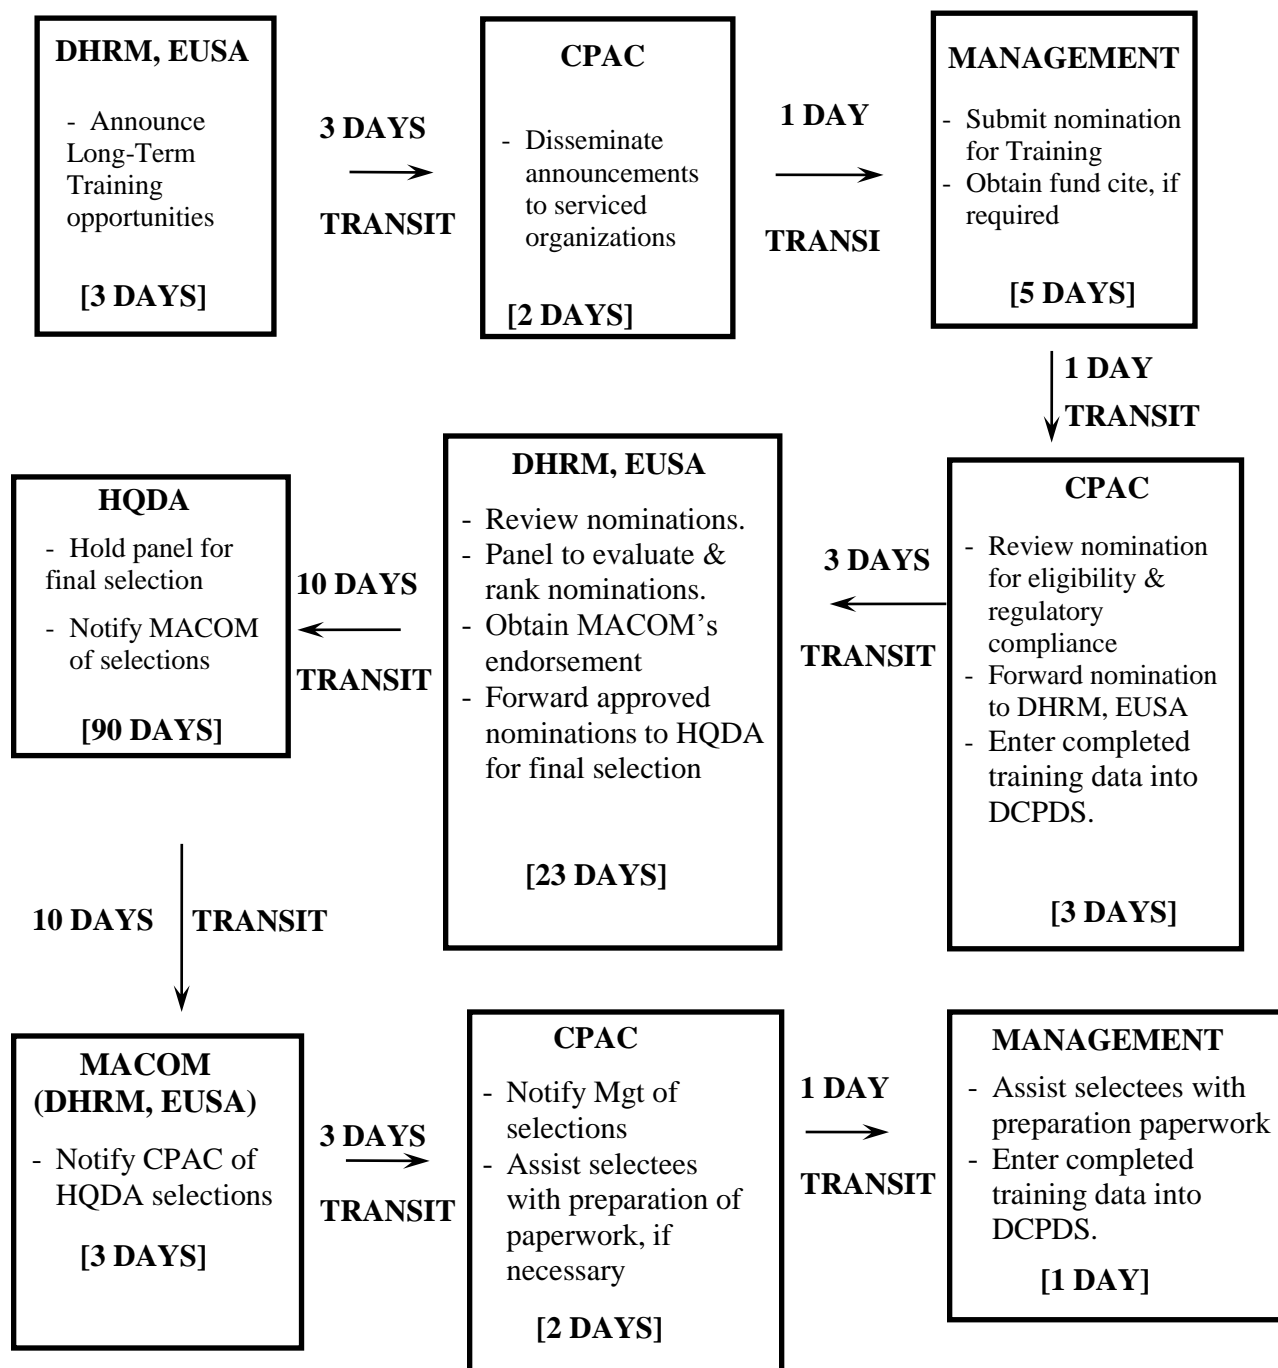 DHRM, EUSA
- Announce
Long-Term
Training
opportunities
[3 DAYS]
3 DAYS
TRANSIT
CPAC
- Disseminate
announcements
to serviced
organizations
[2 DAYS]
1 DAY
TRANSI
MANAGEMENT
- Submit nomination
for Training
- Obtain fund cite, if
required
[5 DAYS]
1 DAY
TRANSIT
CPAC
- Review nomination
for eligibility &
regulatory
compliance
- Forward nomination
to DHRM, EUSA
- Enter completed
training data into
DCPDS.
[3 DAYS]
3 DAYS
TRANSIT
DHRM, EUSA
- Review nominations.
- Panel to evaluate &
rank nominations.
- Obtain MACOM’s
endorsement
- Forward approved
nominations to HQDA
for final selection
[23 DAYS]
10 DAYS
TRANSIT
HQDA
- Hold panel for
final selection
- Notify MACOM
of selections
[90 DAYS]
10 DAYS
TRANSIT
MACOM
(DHRM, EUSA)
- Notify CPAC of
HQDA selections
[3 DAYS]
3 DAYS
TRANSIT
CPAC
- Notify Mgt of
selections
- Assist selectees
with preparation of
paperwork, if
necessary
[2 DAYS]
1 DAY
TRANSIT
MANAGEMENT
- Assist selectees with
preparation paperwork
- Enter completed
training data into
DCPDS.
[1 DAY]